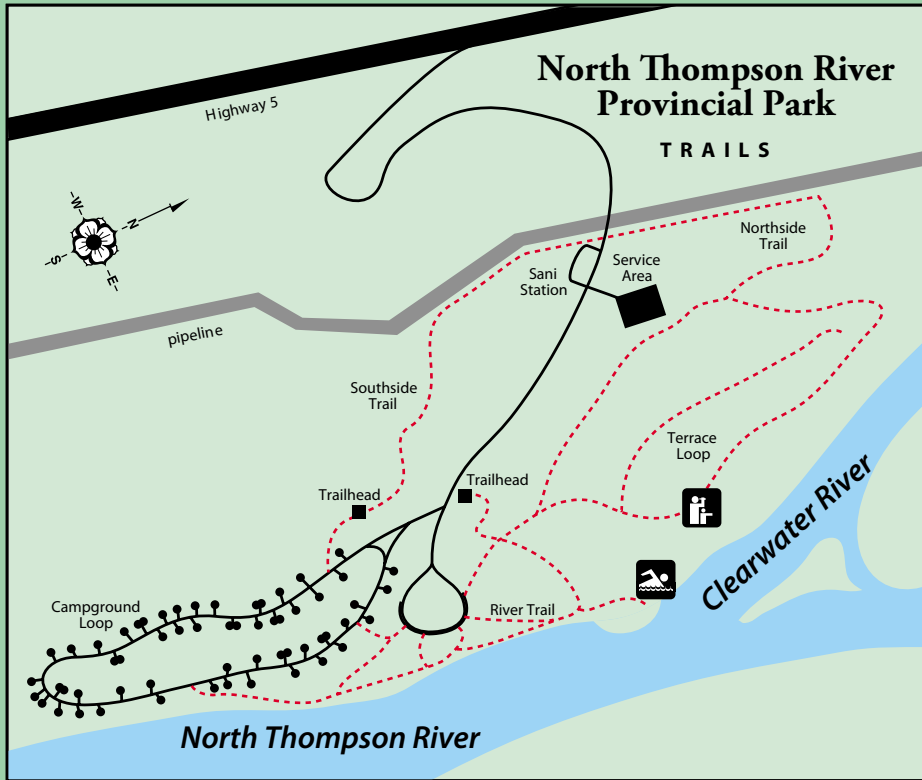 North Thompson River
Provincial Park
TRAILS
Highway 5
-W-
N-
-S-
-E-
pipeline
Northside
Trail
Sani
Station
Service
Area
Southside
Trail
Terrace
Loop
Trailhead
Trailhead
Clearwater River
Campground
Loop
River Trail
North Thompson River